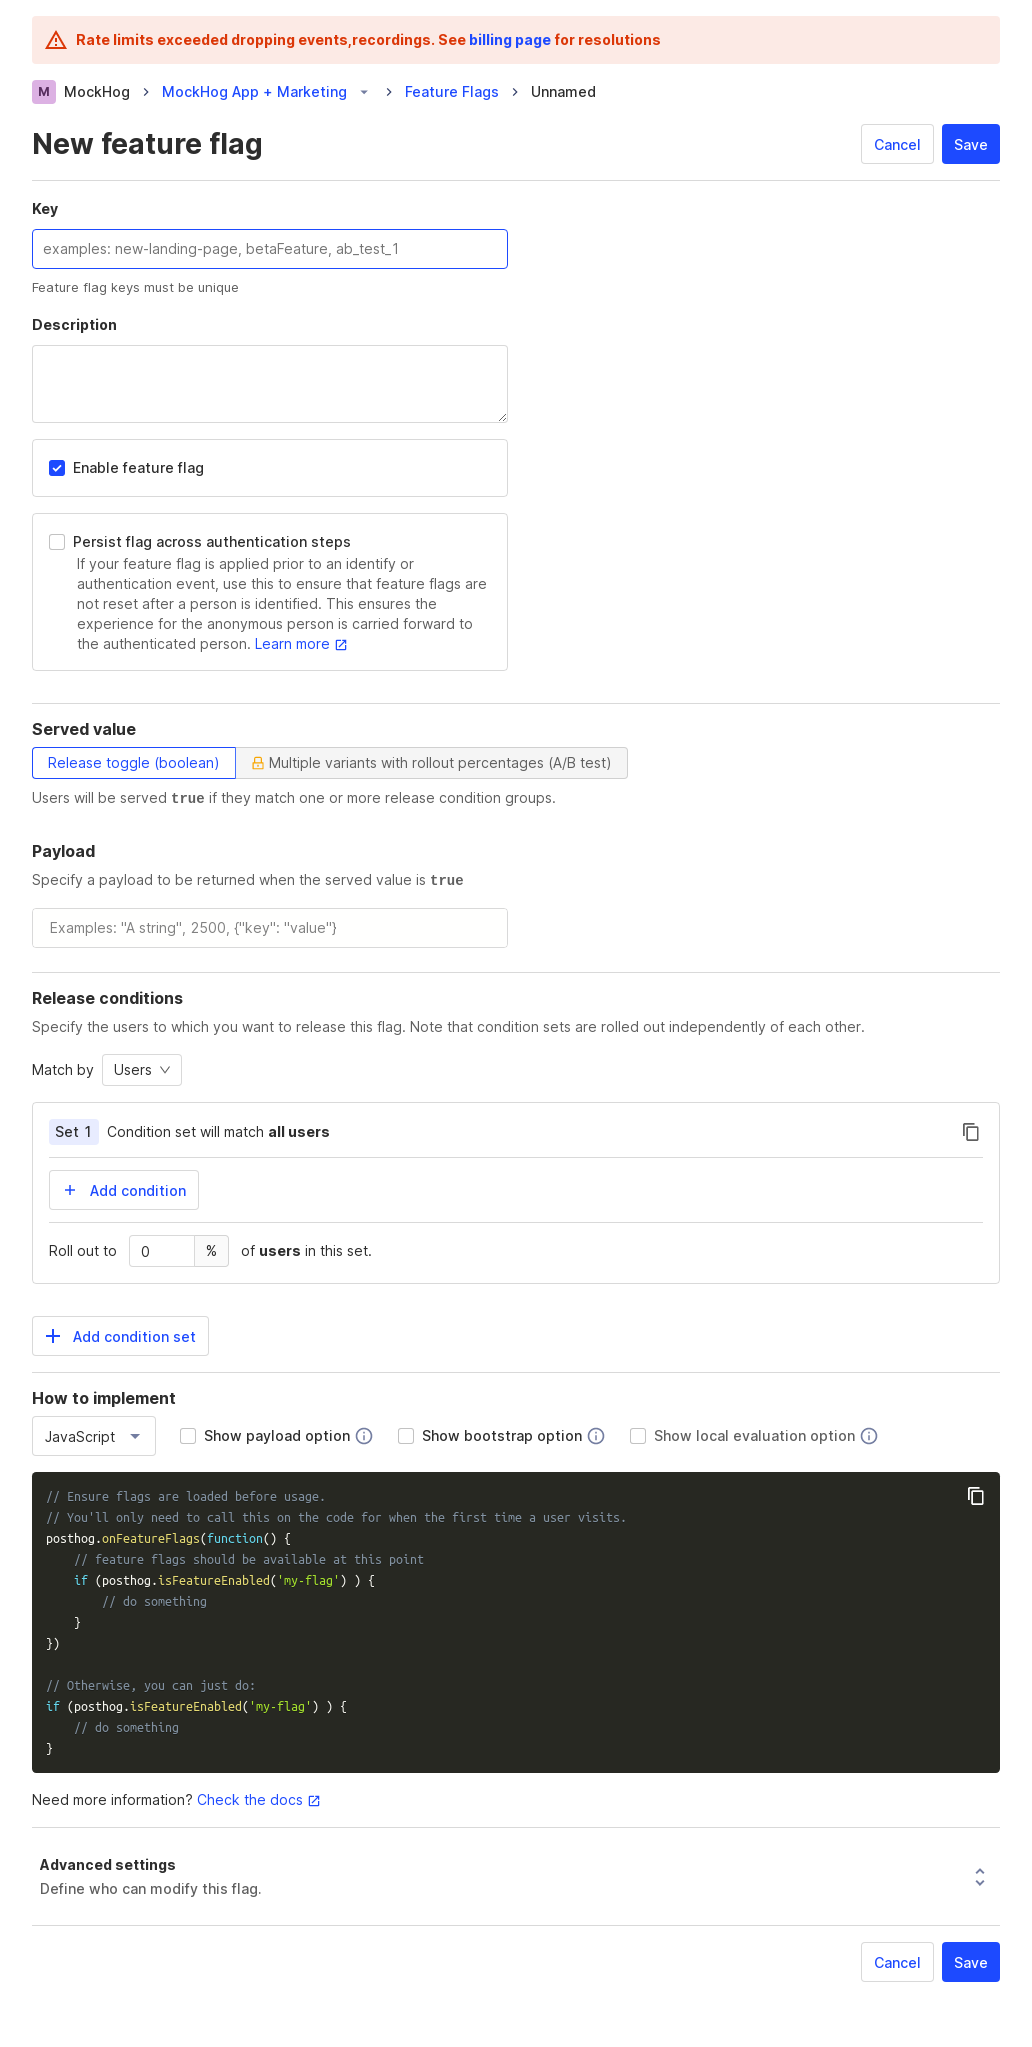 Rate limits exceeded dropping events,recordings. See billing page for resolutions
M MockHog MockHog App + Marketing Feature Flags Unnamed
New feature flag
Cancel Save
Key
examples: new-landing-page, betaFeature, ab_test_1
Feature flag keys must be unique
Description
Enable feature flag
Persist flag across authentication steps
If your feature flag is applied prior to an identify or
authentication event, use this to ensure that feature flags are
not reset after a person is identified. This ensures the
experience for the anonymous person is carried forward to
the authenticated person. Learn more
Served value
Release toggle (boolean) Multiple variants with rollout percentages (A/B test)
Users will be served true if they match one or more release condition groups.
Payload
Specify a payload to be returned when the served value is true
Examples: "A string", 2500, {"key": "value"}
Release conditions
Specify the users to which you want to release this flag. Note that condition sets are rolled out independently of each other.
Match by Users
Set 1 Condition set will match all users
Add condition
Roll out to 0 % of users in this set.
Add condition set
How to implement
JavaScript Show payload option Show bootstrap option Show local evaluation option
// Ensure flags are loaded before usage.
// You'll only need to call this on the code for when the first time a user visits.
posthog.onFeatureFlags(function() {
    // feature flags should be available at this point
    if (posthog.isFeatureEnabled('my-flag') ) {
        // do something
    }
})
// Otherwise, you can just do:
if (posthog.isFeatureEnabled('my-flag') ) {
    // do something
}
Need more information? Check the docs
Advanced settings
Define who can modify this flag.
Cancel Save